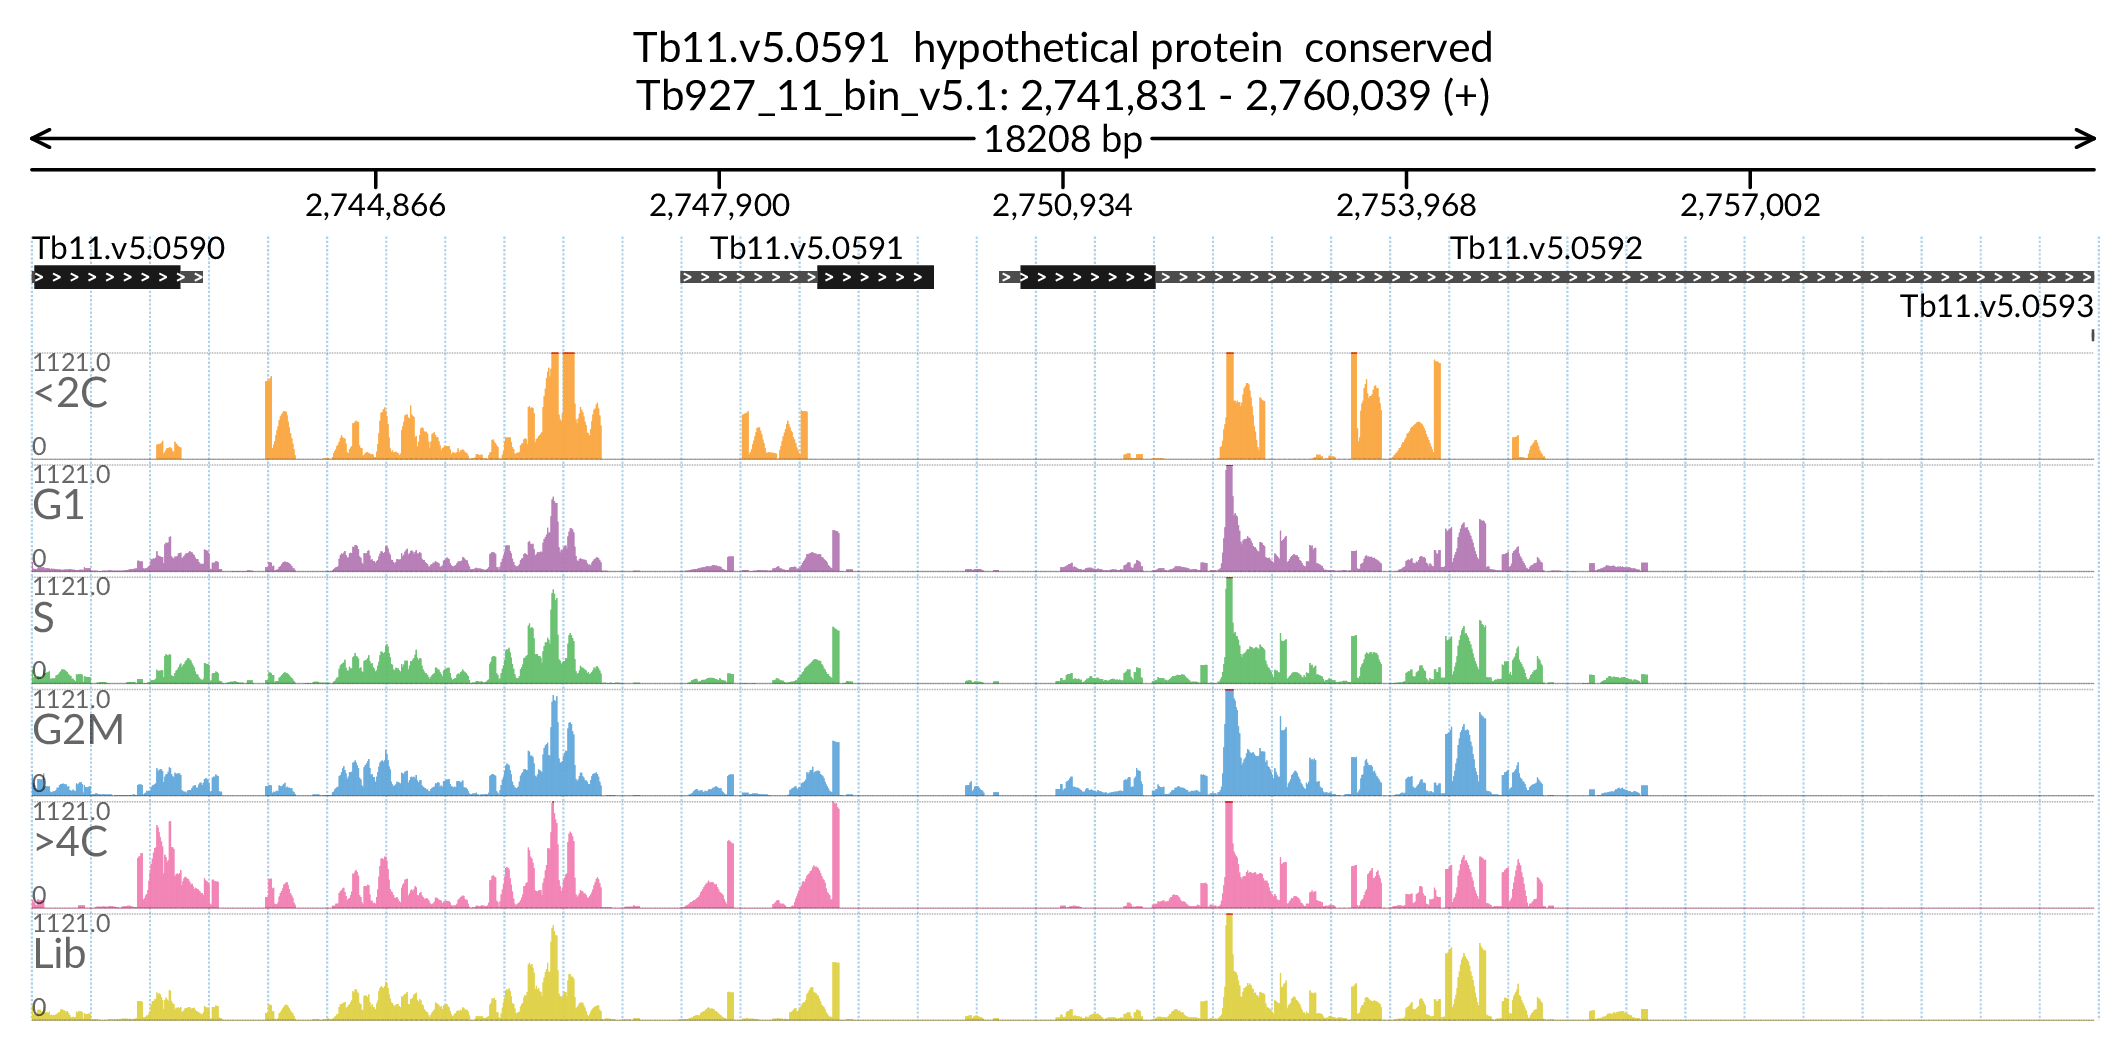 Tb11.v5.0591  hypothetical protein  conserved
Tb927_11_bin_v5.1: 2,741,831 - 2,760,039 (+)
18208 bp
2,744,866 2,747,900 2,750,934 2,753,968 2,757,002
Tb11.v5.0590 Tb11.v5.0591 Tb11.v5.0592
Tb11.v5.0593
1121.0
<2C
0
1121.0
G1
0
1121.0
S
0
1121.0
G2M
0
1121.0
>4C
0
1121.0
Lib
0